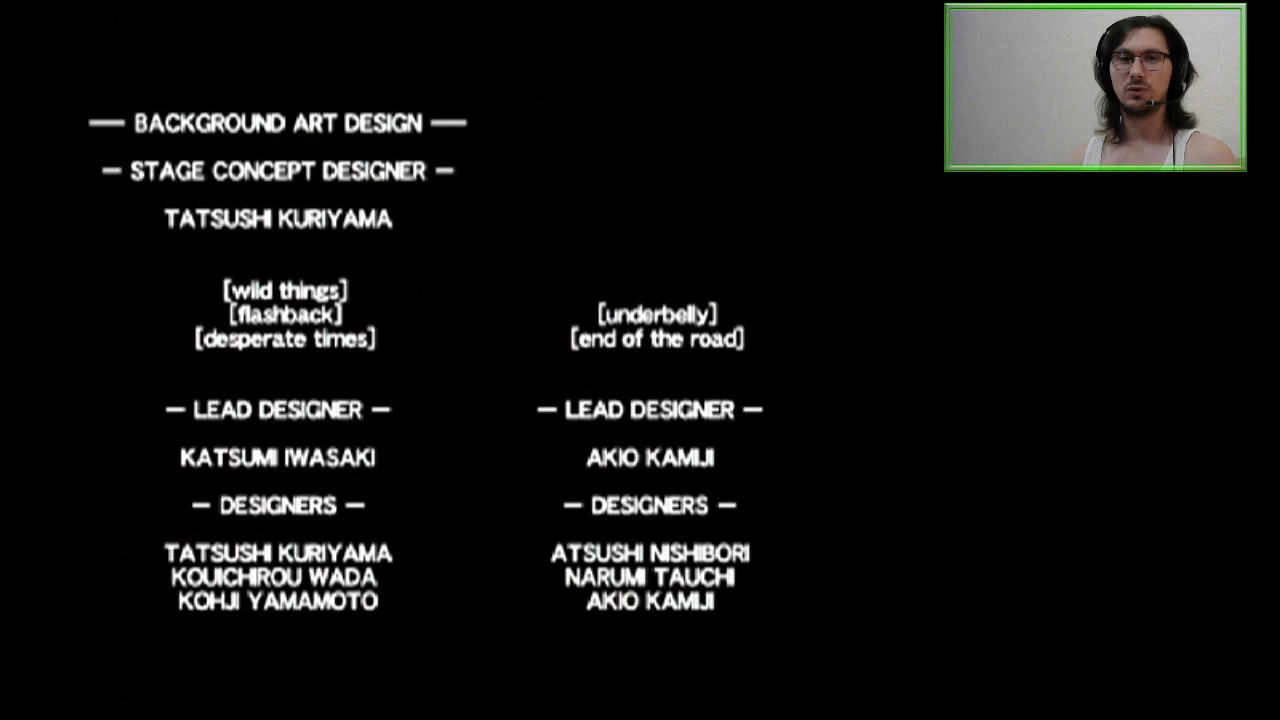 — BACKGROUND ART DESIGN —
— STAGE CONCEPT DESIGNER —
TATSUSHI KURIYAMA
[wild things]
[flashback]
[desperate times]
— LEAD DESIGNER —
KATSUMI IWASAKI
— DESIGNERS —
TATSUSHI KURIYAMA
KOUICHIROU WADA
KOHJI YAMAMOTO
[underbelly]
[end of the road]
— LEAD DESIGNER —
AKIO KAMIJI
— DESIGNERS —
ATSUSHI NISHIBORI
NARUMI TAUCHI
AKIO KAMIJI